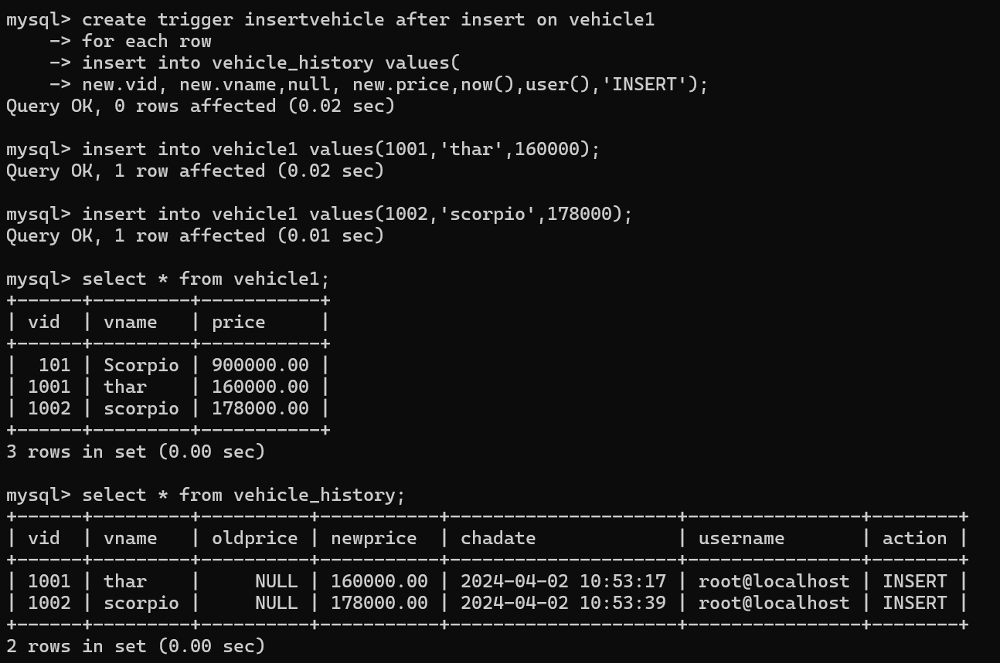 mysql> create trigger insertvehicle after insert on vehicle1
    -> for each row
    -> insert into vehicle_history values(
    -> new.vid, new.vname,null, new.price,now(),user(),'INSERT');
Query OK, 0 rows affected (0.02 sec)

mysql> insert into vehicle1 values(1001,'thar',160000);
Query OK, 1 row affected (0.02 sec)

mysql> insert into vehicle1 values(1002,'scorpio',178000);
Query OK, 1 row affected (0.01 sec)

mysql> select * from vehicle1;
+------+---------+-----------+
| vid  | vname   | price     |
+------+---------+-----------+
|  101 | Scorpio | 900000.00 |
| 1001 | thar    | 160000.00 |
| 1002 | scorpio | 178000.00 |
+------+---------+-----------+
3 rows in set (0.00 sec)

mysql> select * from vehicle_history;
+------+---------+----------+-----------+---------------------+----------------+--------+
| vid  | vname   | oldprice | newprice  | chadate             | username       | action |
+------+---------+----------+-----------+---------------------+----------------+--------+
| 1001 | thar    |     NULL | 160000.00 | 2024-04-02 10:53:17 | root@localhost | INSERT |
| 1002 | scorpio |     NULL | 178000.00 | 2024-04-02 10:53:39 | root@localhost | INSERT |
+------+---------+----------+-----------+---------------------+----------------+--------+
2 rows in set (0.00 sec)